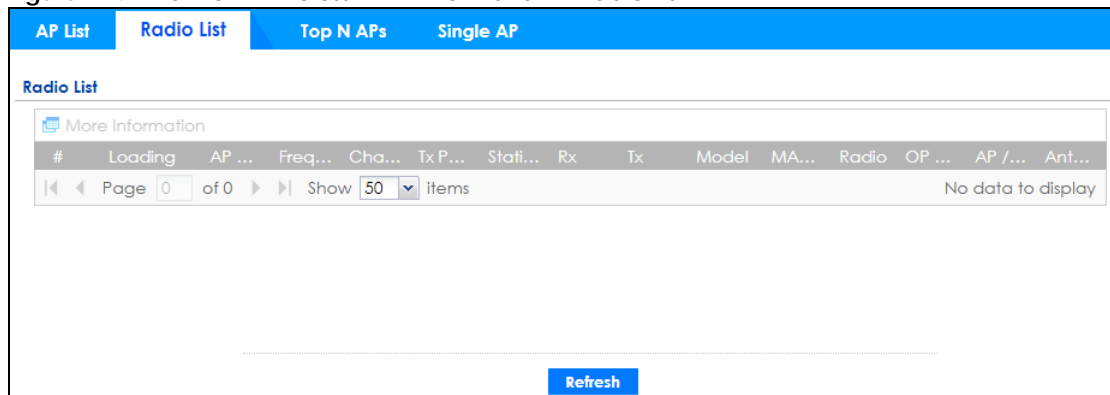 AP List Radio List Top N APs Single AP
Radio List
More Information
# Loading AP ... Freq... Cha... Tx P... Stati... Rx Tx Model MA... Radio OP ... AP /... Ant...
Page 0 of 0 Show 50 items No data to display
Refresh